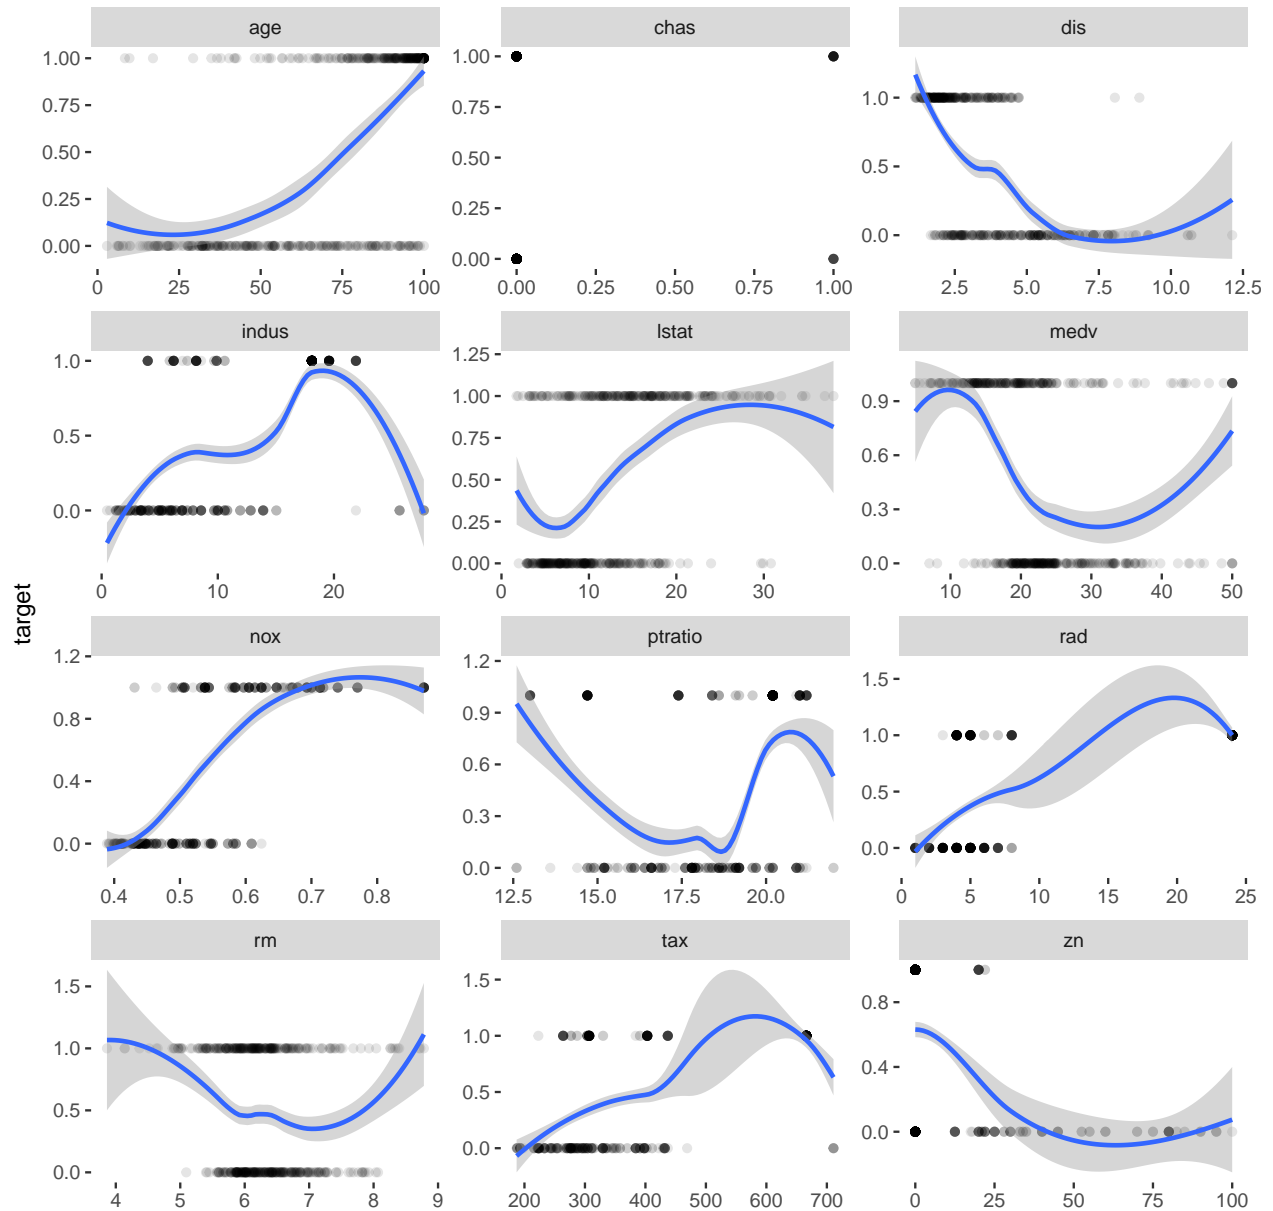 age chas dis
1.00 0.75 0.50 0.25 0.00
0 25 50 75 100
1.00 0.75 0.50 0.25 0.00
0.00 0.25 0.50 0.75 1.00
1.0 0.5 0.0
2.5 5.0 7.5 10.0 12.5
indus lstat medv
1.0 0.5 0.0
0 10 20
1.25 1.00 0.75 0.50 0.25 0.00
0 10 20 30
0.9 0.6 0.3 0.0
10 20 30 40 50
target
nox ptratio rad
1.2 0.8 0.4 0.0
0.4 0.5 0.6 0.7 0.8
1.2 0.9 0.6 0.3 0.0
12.5 15.0 17.5 20.0
1.5 1.0 0.5 0.0
0 5 10 15 20 25
rm tax zn
1.5 1.0 0.5 0.0
4 5 6 7 8 9
1.5 1.0 0.5 0.0
200 300 400 500 600 700
0.8 0.4 0.0
0 25 50 75 100